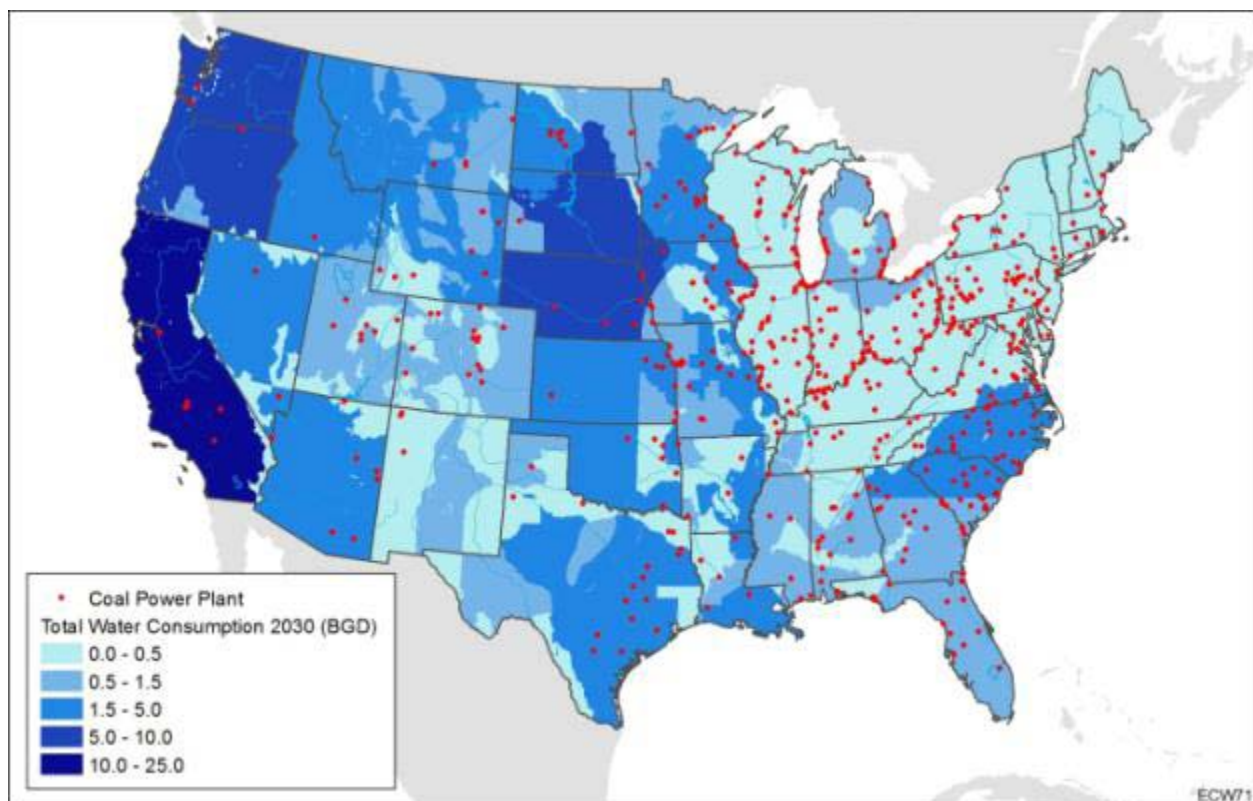 Coal Power Plant
Total Water Consumption 2030 (BGD)
0.0 - 0.5
0.5 - 1.5
1.5 - 5.0
5.0 - 10.0
10.0 - 25.0
ECW71